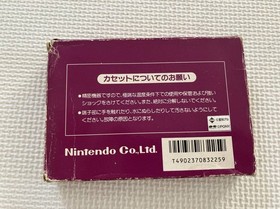 カセットについてのお願い
●精密機器ですので、極端な温度条件下での使用や保管および強い
ショックをさけてください。また、絶対に分解しないでください。
●端子部に手を触れたり、水にぬらしたりして汚さないようにして
ください。故障の原因となります。
Nintendo Co.,Ltd.
T4902370832259